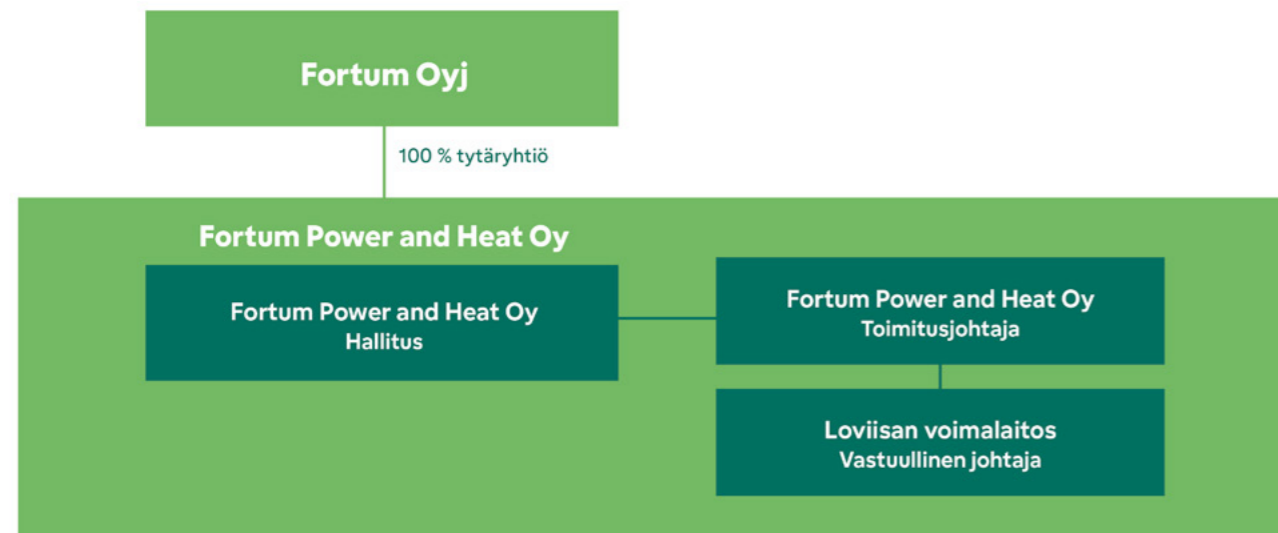 Fortum Oyj
100 % tytäryhtiö
Fortum Power and Heat Oy
Fortum Power and Heat Oy
Hallitus
Fortum Power and Heat Oy
Toimitusjohtaja
Loviisan voimalaitos
Vastuullinen johtaja